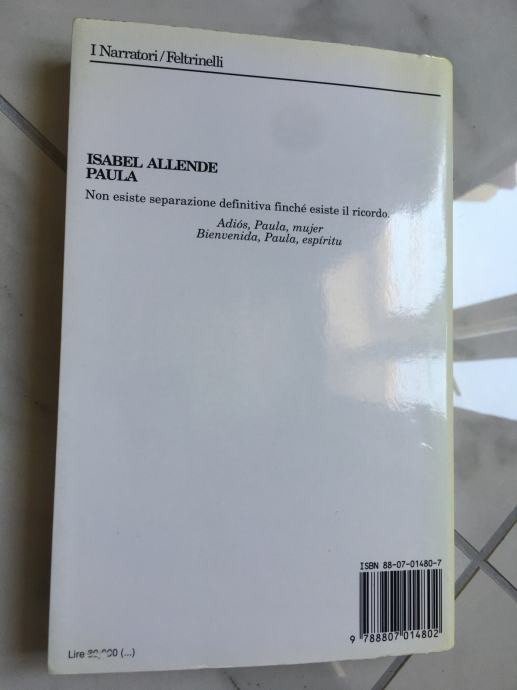 I Narratori/Feltrinelli
ISABEL ALLENDE
PAULA
Non esiste separazione definitiva finché esiste il ricordo.
Adiós, Paula, mujer
Bienvenida, Paula, espíritu
ISBN 88-07-01480-7
9 788807 014802
Lire (...)